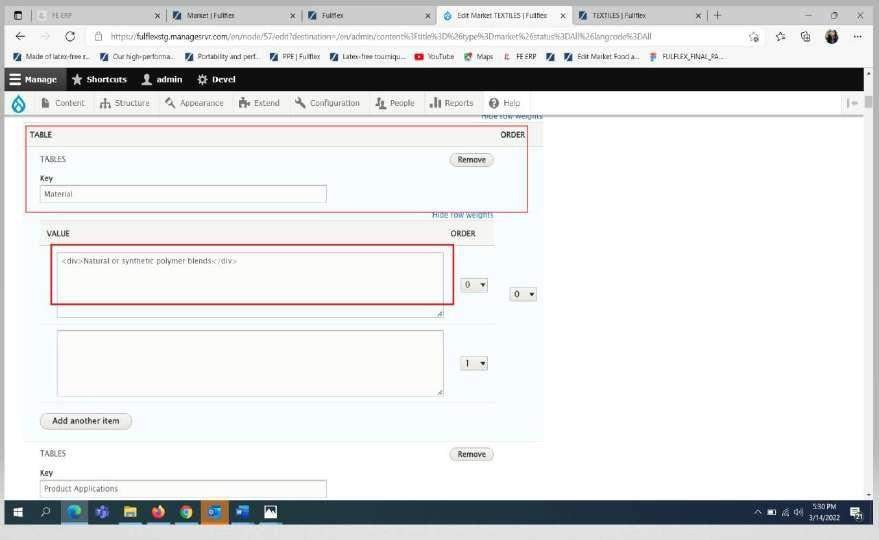 FE ERP
Market | Fullflex
Fullflex
Edit Market TEXTILES | Fullflex
TEXTILES | Fullflex
https://fulflexstg.managesrvr.com/en/node/57/edit?destination=/en/admin/content%3Ftitle%3D%26type%3Dmarket%26status%3DAll%26langcode%3DAll
Made of latex-free r...
Our high-performa...
Portability and perf...
PPE | Fullflex
Latex-free tourniqu...
YouTube
Maps
FE ERP
Edit Market Food a...
FULFLEX_FINAL_PA...
Manage
Shortcuts
admin
Devel
Content
Structure
Appearance
Extend
Configuration
People
Reports
Help
Hide row weights
TABLE
ORDER
TABLES
Remove
Key
Material
Hide row weights
VALUE
ORDER
<div>Natural or synthetic polymer blends</div>
0
0
1
Add another item
TABLES
Remove
Key
Product Applications
5:30 PM
3/14/2022
21